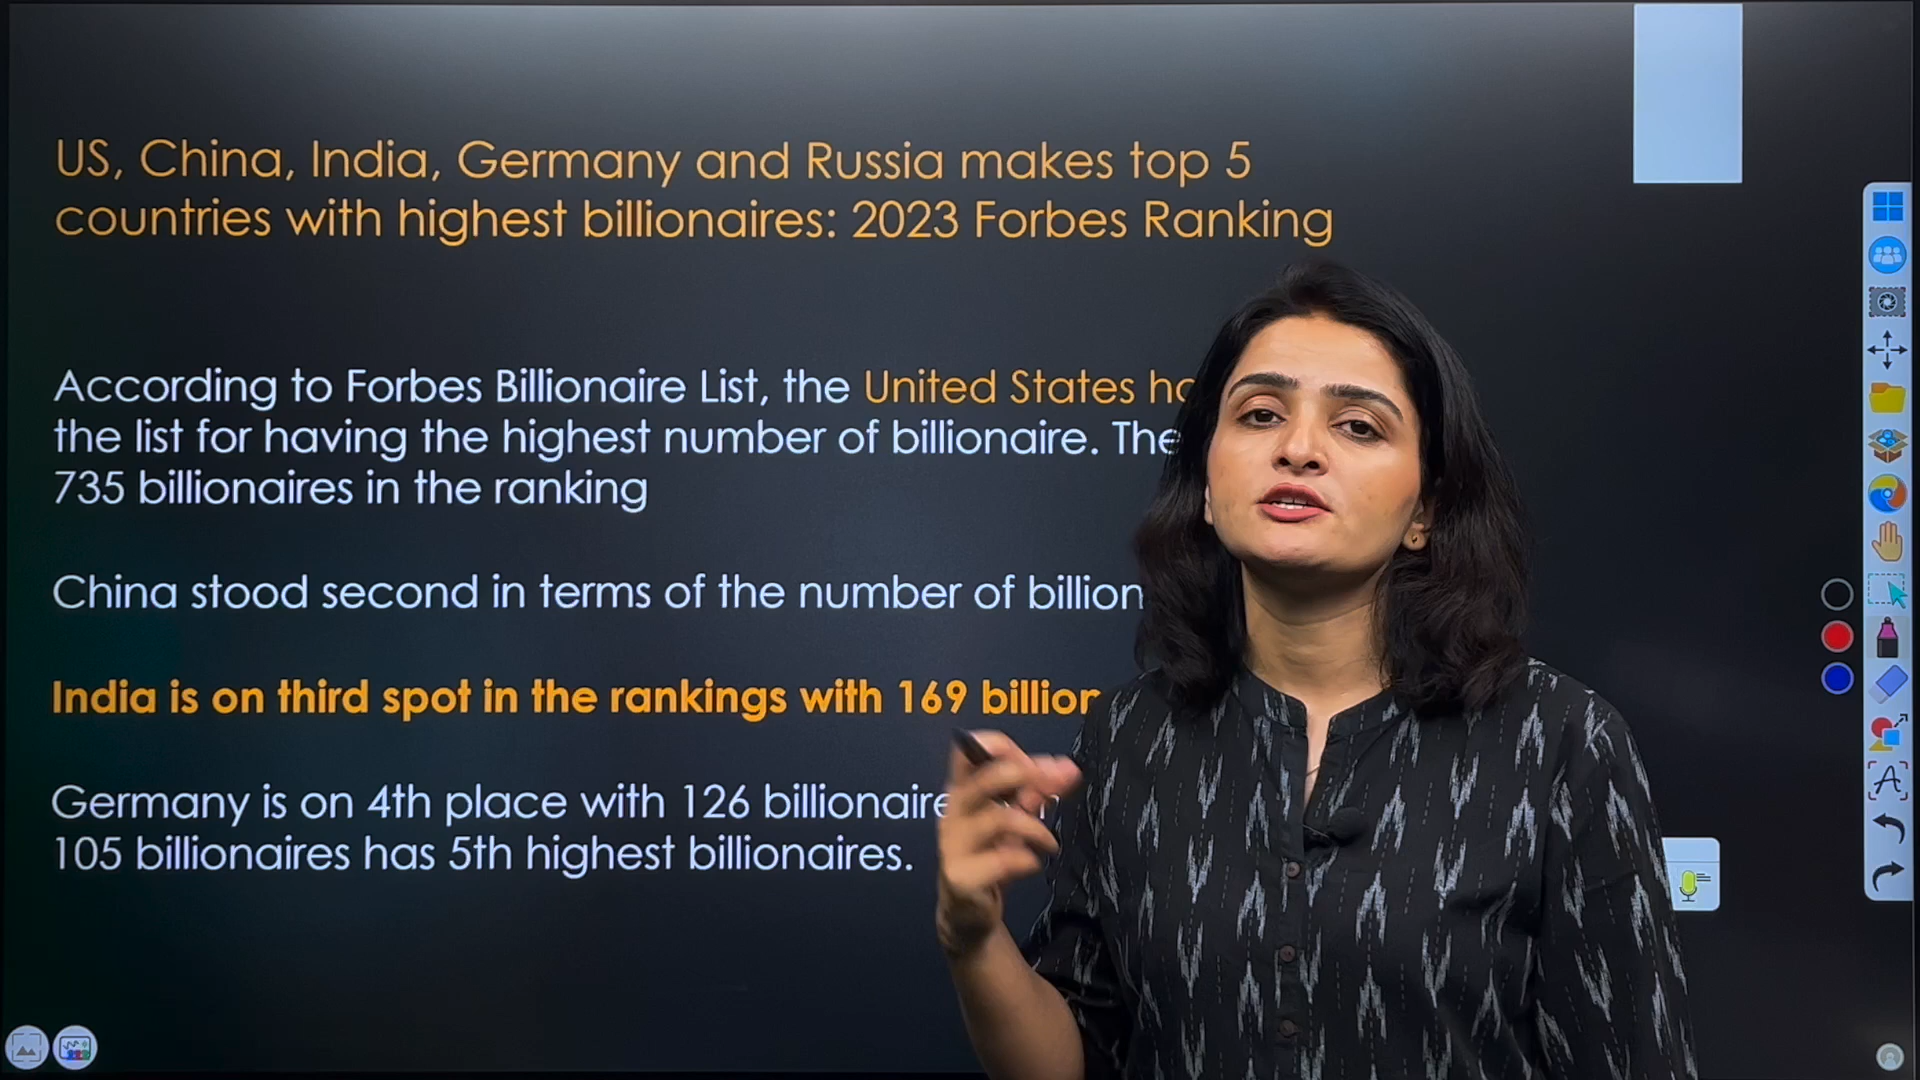 US, China, India, Germany and Russia makes top 5
countries with highest billionaires: 2023 Forbes Ranking
According to Forbes Billionaire List, the United States
the list for having the highest number of billionaire.
735 billionaires in the ranking
China stood second in terms of the number of
India is on third spot in the rankings with 169
Germany is on 4th place with 126
105 billionaires has 5th highest billionaires.